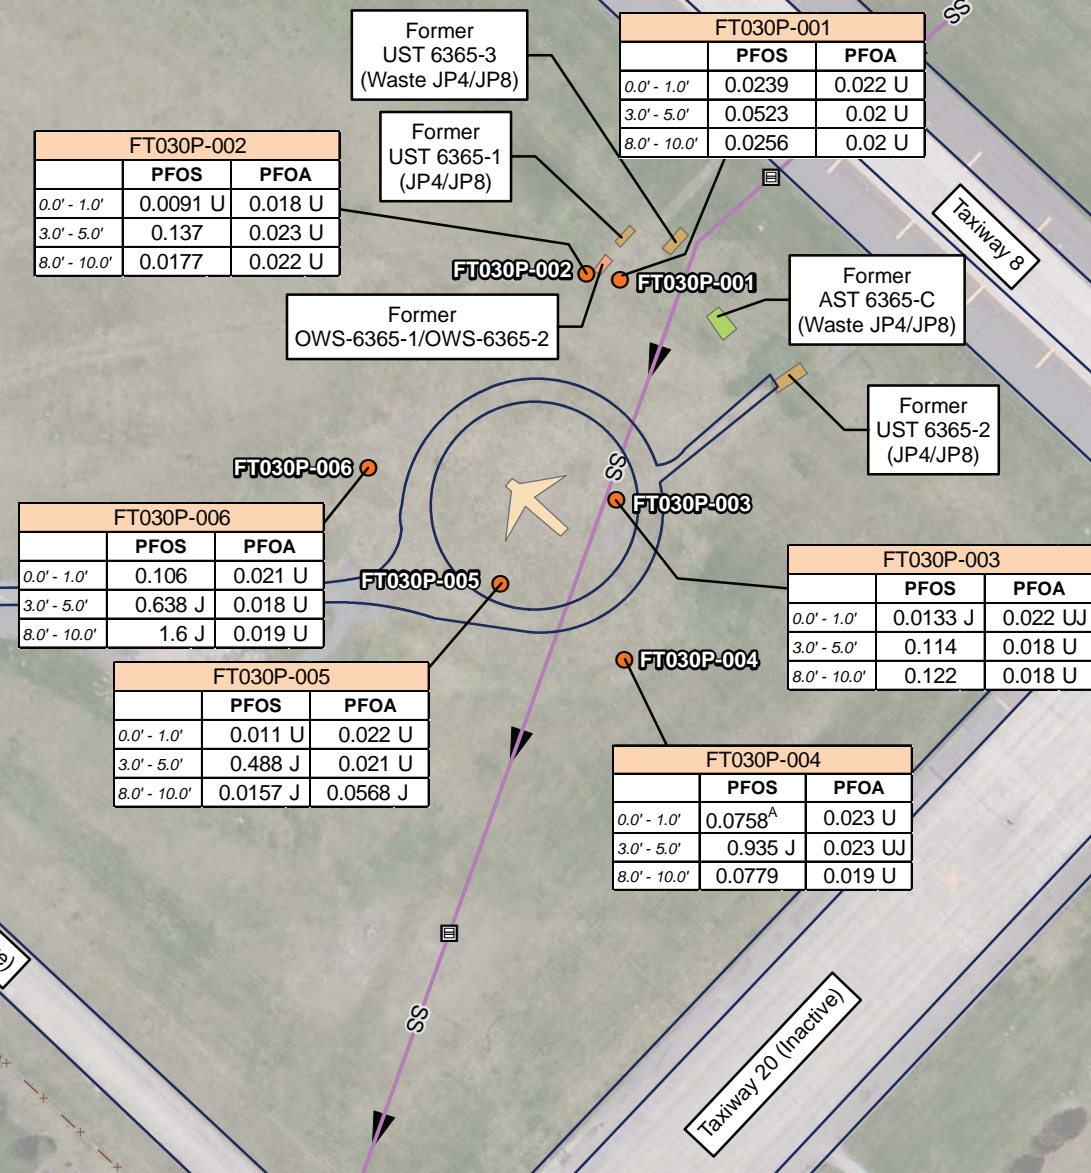 SS
Former
UST 6365-3
(Waste JP4/JP8)
FT030P-001
PFOS PFOA
0.0' - 1.0' 0.0239 0.022 U
3.0' - 5.0' 0.0523 0.02 U
8.0' - 10.0' 0.0256 0.02 U
Former
UST 6365-1
(JP4/JP8)
FT030P-002
PFOS PFOA
0.0' - 1.0' 0.0091 U 0.018 U
3.0' - 5.0' 0.137 0.023 U
8.0' - 10.0' 0.0177 0.022 U
Taxiway 8
FT030P-002
FT030P-001
Former
OWS-6365-1/OWS-6365-2
Former
AST 6365-C
(Waste JP4/JP8)
Former
UST 6365-2
(JP4/JP8)
SS
FT030P-006
FT030P-003
FT030P-006
PFOS PFOA
0.0' - 1.0' 0.106 0.021 U
3.0' - 5.0' 0.638 J 0.018 U
8.0' - 10.0' 1.6 J 0.019 U
FT030P-005
FT030P-003
PFOS PFOA
0.0' - 1.0' 0.0133 J 0.022 UJ
3.0' - 5.0' 0.114 0.018 U
8.0' - 10.0' 0.122 0.018 U
FT030P-004
FT030P-005
PFOS PFOA
0.0' - 1.0' 0.011 U 0.022 U
3.0' - 5.0' 0.488 J 0.021 U
8.0' - 10.0' 0.0157 J 0.0568 J
FT030P-004
PFOS PFOA
0.0' - 1.0' 0.0758ᴬ 0.023 U
3.0' - 5.0' 0.935 J 0.023 UJ
8.0' - 10.0' 0.0779 0.019 U
SS
Taxiway 20 (Inactive)